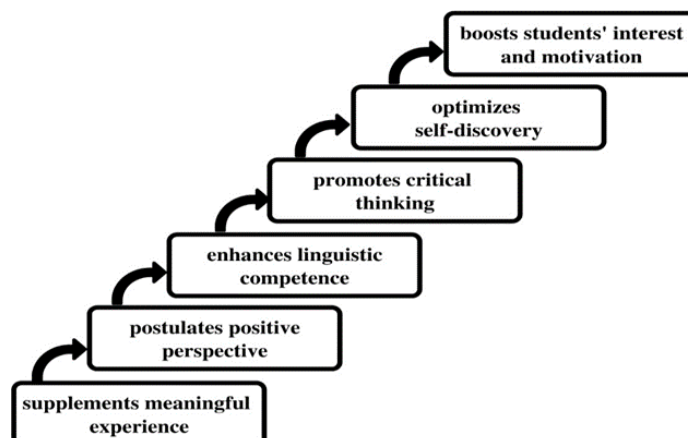 boosts students' interest
and motivation
optimizes
self-discovery
promotes critical
thinking
enhances linguistic
competence
postulates positive
perspective
supplements meaningful
experience